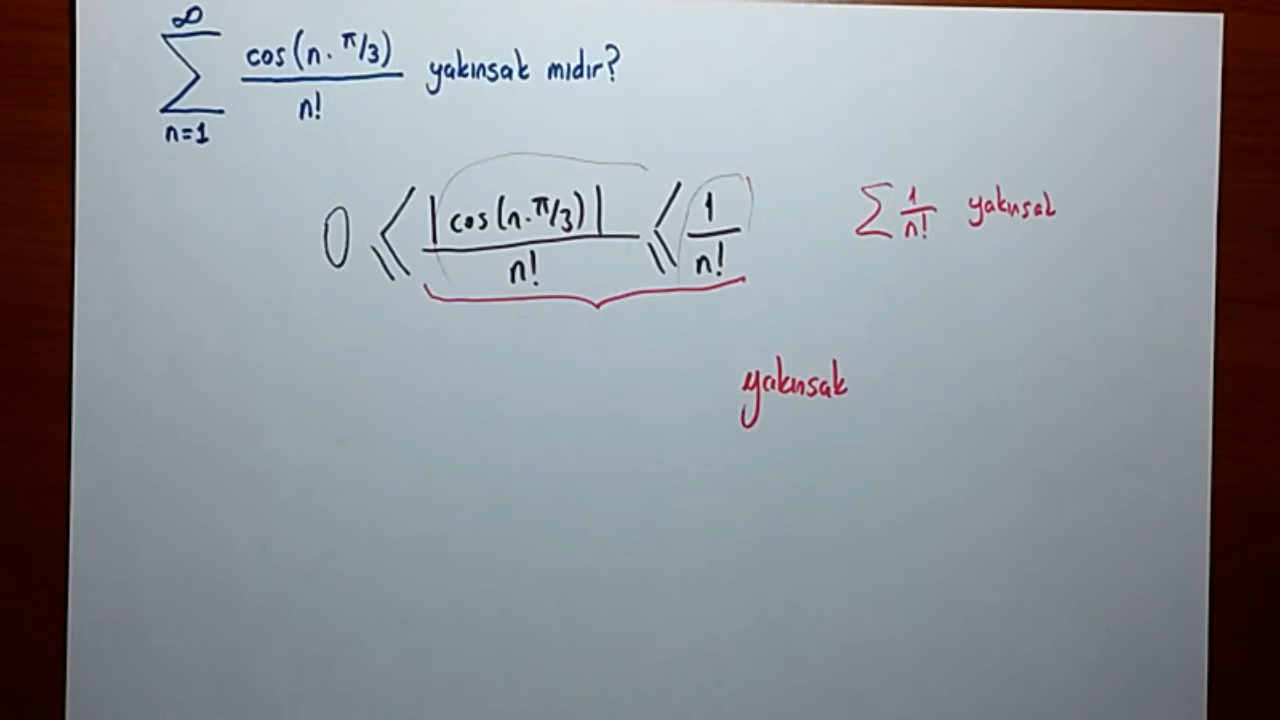 ∞
∑ cos(n·π/3) / n! yakınsak mıdır?
n=1
0 ≤ |cos(n·π/3)| / n! ≤ 1/n! ∑ 1/n! yakınsak
yakınsak